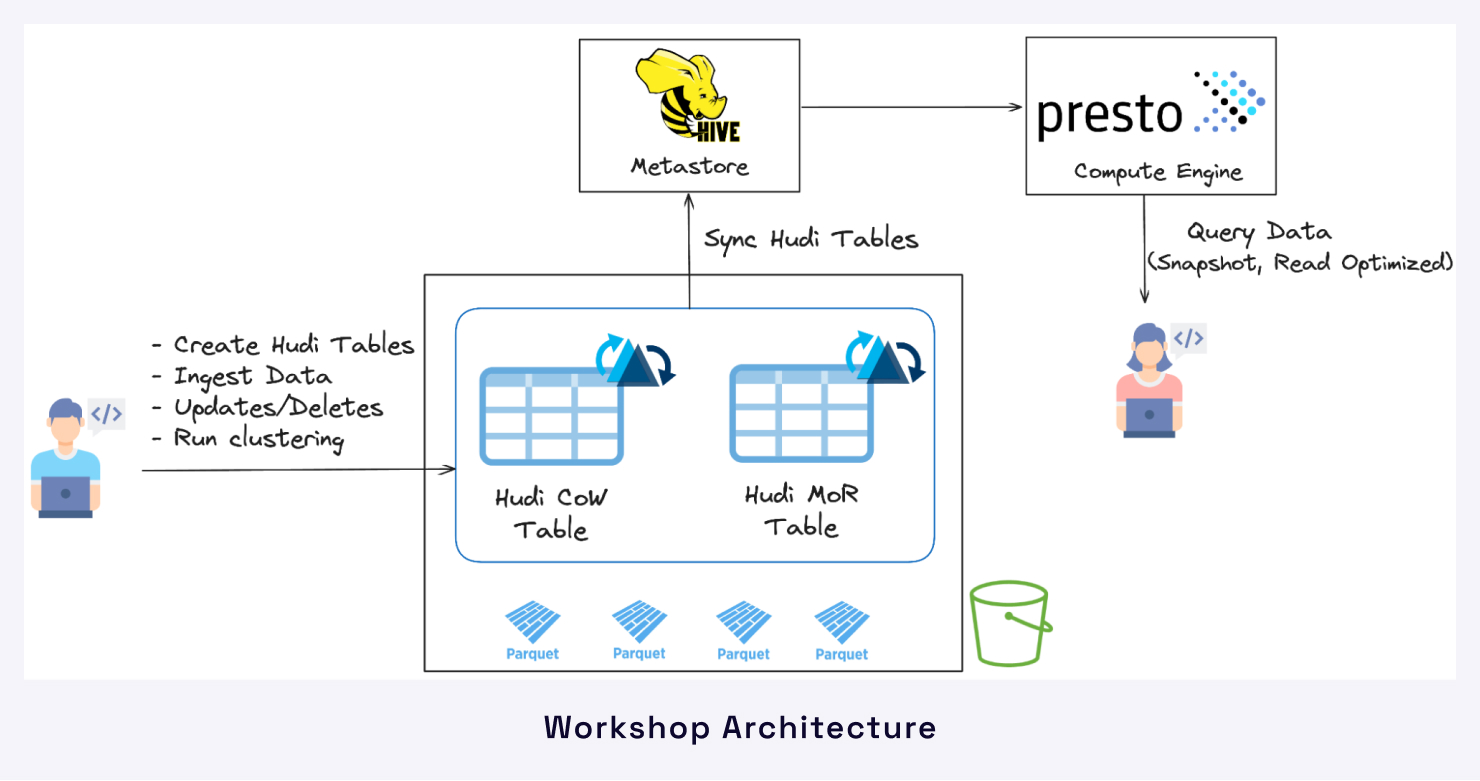 HIVE
Metastore
presto
Compute Engine
Sync Hudi Tables
Query Data
(Snapshot, Read Optimized)
- Create Hudi Tables
- Ingest Data
- Updates/Deletes
- Run clustering
</>
</>
Hudi CoW
Table
Hudi MoR
Table
Parquet
Parquet
Parquet
Parquet
Workshop Architecture